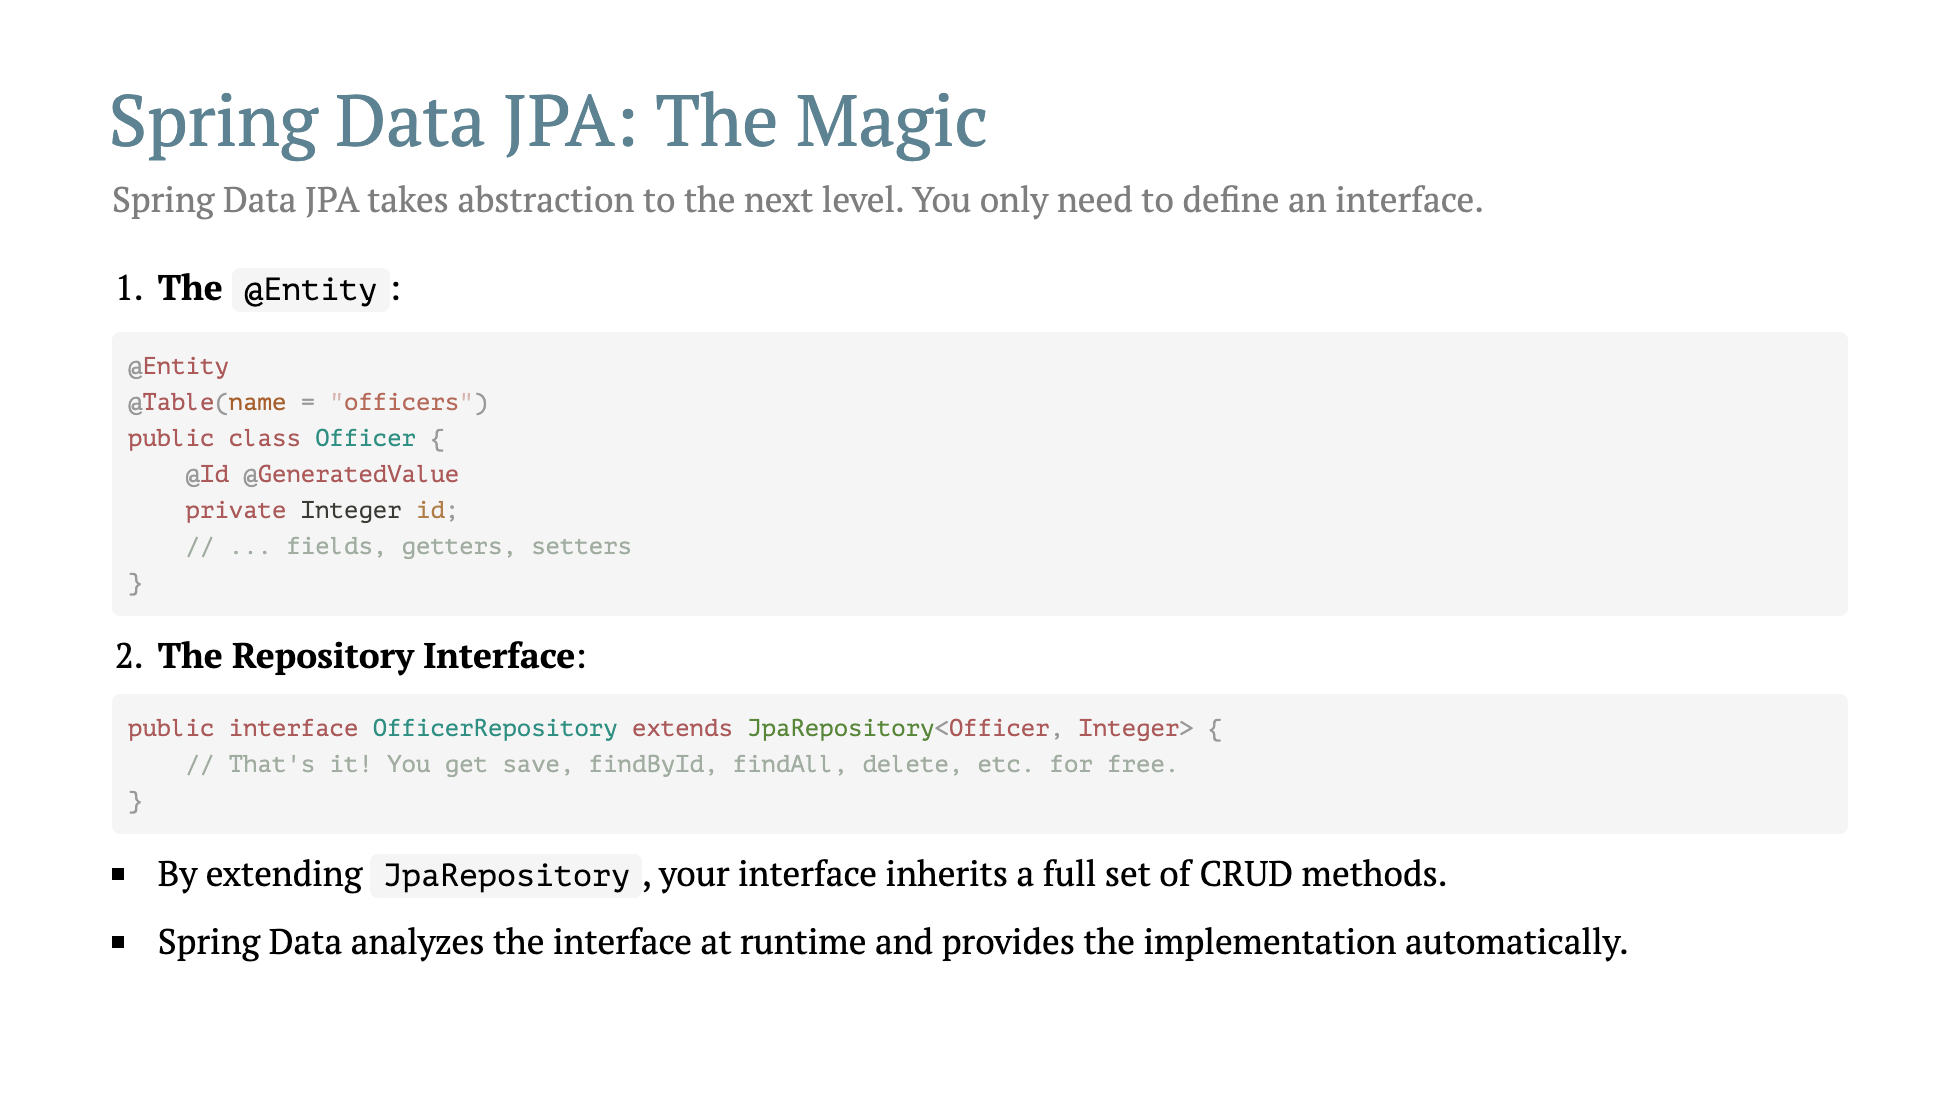 Spring Data JPA: The Magic
Spring Data JPA takes abstraction to the next level. You only need to define an interface.
1. The @Entity :
@Entity
@Table(name = "officers")
public class Officer {
    @Id @GeneratedValue
    private Integer id;
    // ... fields, getters, setters
}
2. The Repository Interface:
public interface OfficerRepository extends JpaRepository<Officer, Integer> {
    // That's it! You get save, findById, findAll, delete, etc. for free.
}
▪ By extending JpaRepository , your interface inherits a full set of CRUD methods.
▪ Spring Data analyzes the interface at runtime and provides the implementation automatically.